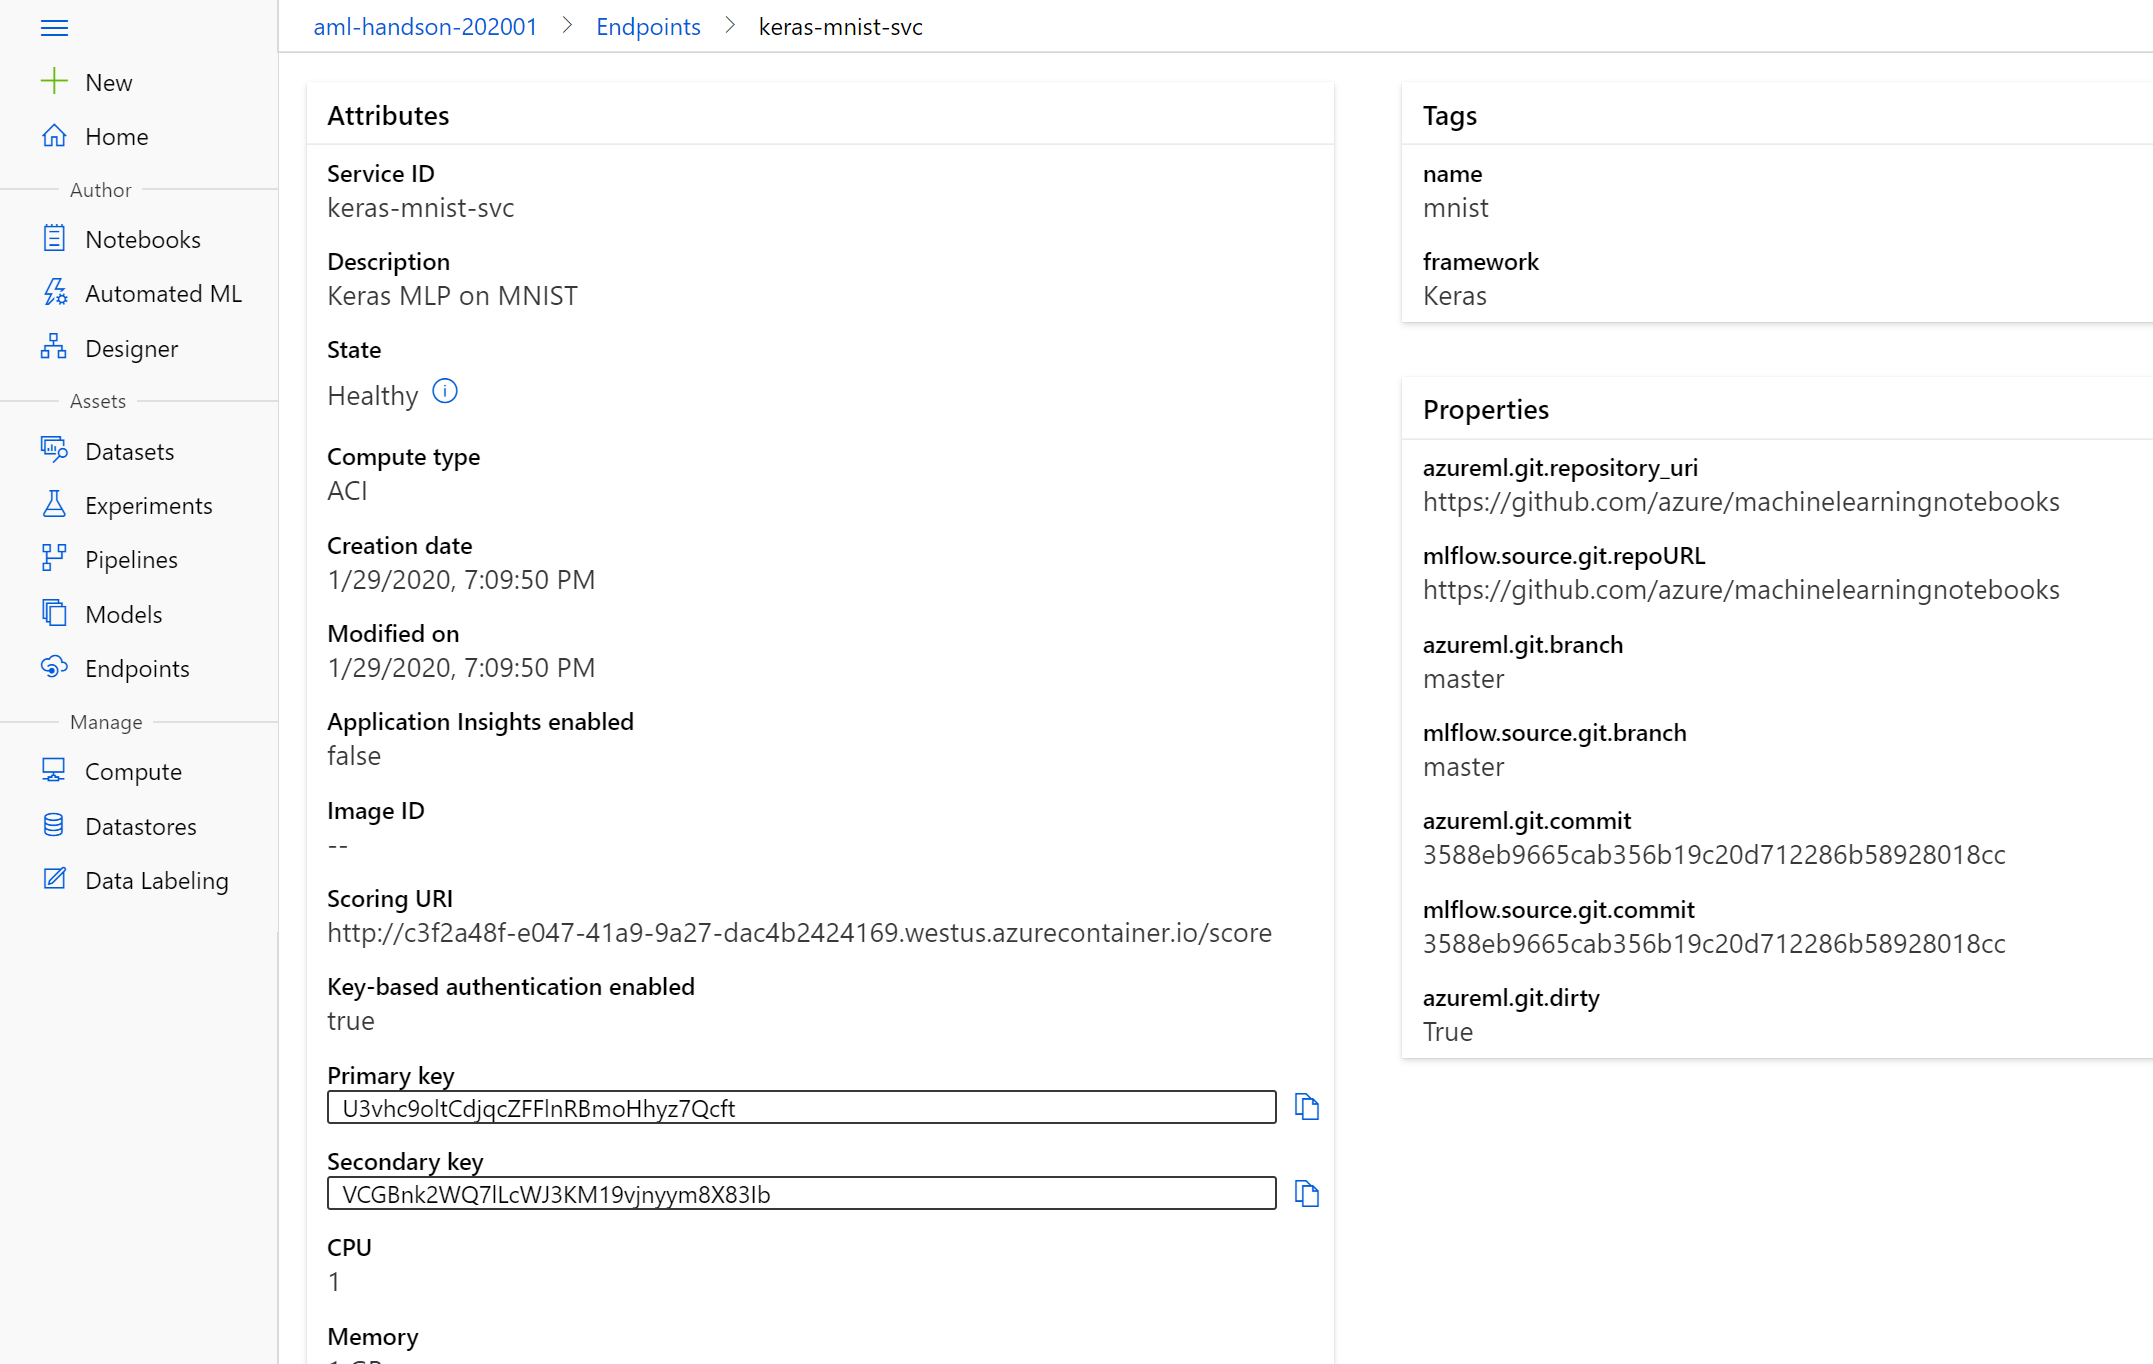 aml-handson-202001 > Endpoints > keras-mnist-svc
New
Home
Author
Notebooks
Automated ML
Designer
Assets
Datasets
Experiments
Pipelines
Models
Endpoints
Manage
Compute
Datastores
Data Labeling
Attributes
Service ID
keras-mnist-svc
Description
Keras MLP on MNIST
State
Healthy
Compute type
ACI
Creation date
1/29/2020, 7:09:50 PM
Modified on
1/29/2020, 7:09:50 PM
Application Insights enabled
false
Image ID
--
Scoring URI
http://c3f2a48f-e047-41a9-9a27-dac4b2424169.westus.azurecontainer.io/score
Key-based authentication enabled
true
Primary key
U3vhc9oltCdjqcZFFlnRBmoHhyz7Qcft
Secondary key
VCGBnk2WQ7lLcWJ3KM19vjnyym8X83Ib
CPU
1
Memory
Tags
name
mnist
framework
Keras
Properties
azureml.git.repository_uri
https://github.com/azure/machinelearningnotebooks
mlflow.source.git.repoURL
https://github.com/azure/machinelearningnotebooks
azureml.git.branch
master
mlflow.source.git.branch
master
azureml.git.commit
3588eb9665cab356b19c20d712286b58928018cc
mlflow.source.git.commit
3588eb9665cab356b19c20d712286b58928018cc
azureml.git.dirty
True